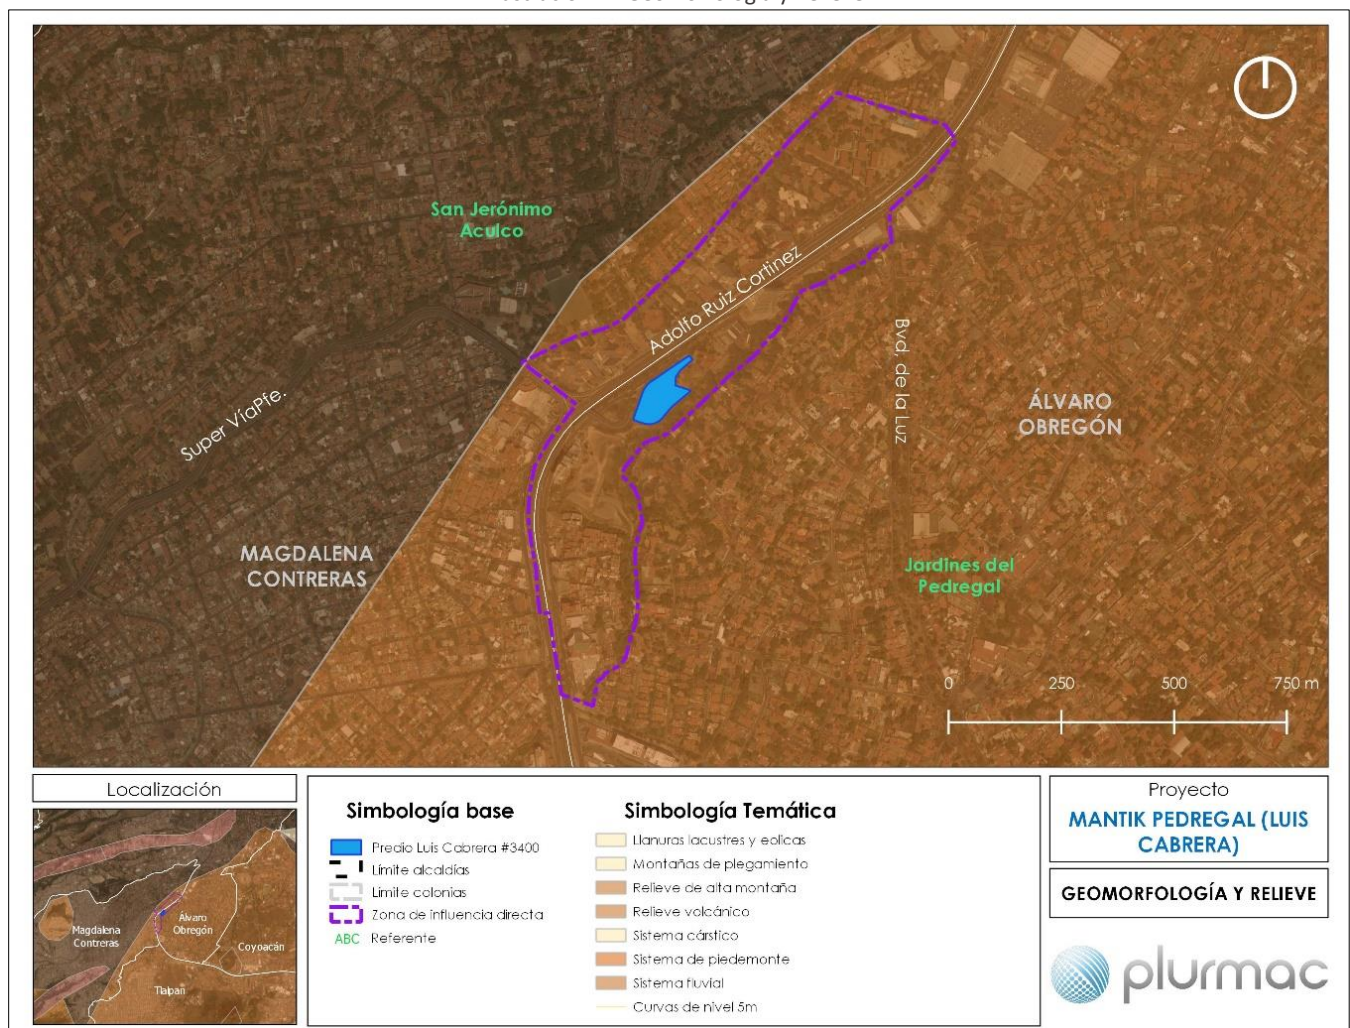 San Jerónimo
Aculco
Adolfo Ruiz Cortinez
Super VíaPte.
Bvd. de la Luz
ÁLVARO
OBREGÓN
MAGDALENA
CONTRERAS
Jardines del
Pedregal
0 250 500 750 m
Localización
Magdalena
Contreras
Álvaro
Obregón
Coyoacán
Tlalpan
Simbología base
Predio Luis Cabrera #3400
Límite alcaldías
Límite colonias
Zona de influencia directa
ABC Referente
Simbología Temática
Llanuras lacustres y eolicas
Montañas de plegamiento
Relieve de alta montaña
Relieve volcánico
Sistema cárstico
Sistema de piedemonte
Sistema fluvial
Curvas de nivel 5m
Proyecto
MANTIK PEDREGAL (LUIS
CABRERA)
GEOMORFOLOGÍA Y RELIEVE
plurmac